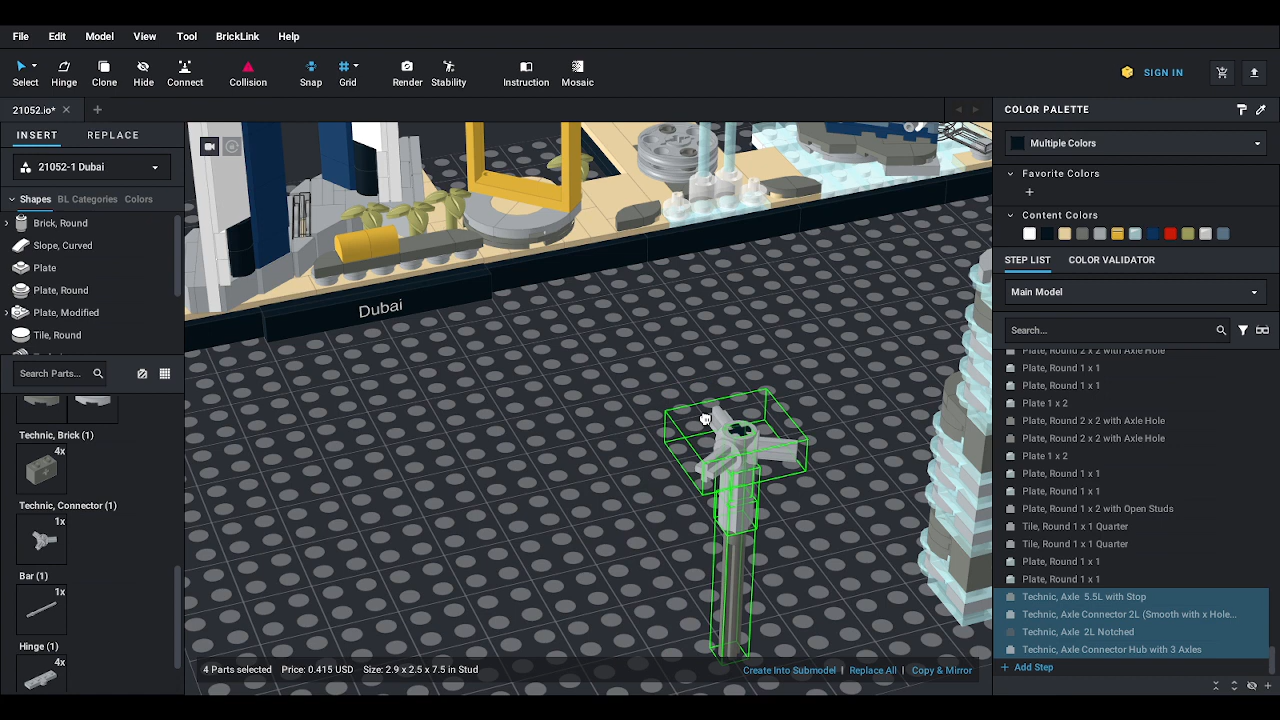 File Edit Model View Tool BrickLink Help
Select Hinge Clone Hide Connect Collision Snap Grid Render Stability Instruction Mosaic SIGN IN
21052.io*
INSERT REPLACE
21052-1 Dubai
Shapes BL Categories Colors
Brick, Round
Slope, Curved
Plate
Plate, Round
Plate, Modified
Tile, Round
Search Parts...
Technic, Brick (1)
4x
Technic, Connector (1)
1x
Bar (1)
1x
Hinge (1)
4x
Dubai
4 Parts selected Price: 0.415 USD Size: 2.9 x 2.5 x 7.5 in Stud
Create Into Submodel | Replace All | Copy & Mirror
COLOR PALETTE
Multiple Colors
Favorite Colors
Content Colors
STEP LIST COLOR VALIDATOR
Main Model
Search...
Plate, Round 2 x 2 with Axle Hole
Plate, Round 1 x 1
Plate, Round 1 x 1
Plate 1 x 2
Plate, Round 2 x 2 with Axle Hole
Plate, Round 2 x 2 with Axle Hole
Plate 1 x 2
Plate, Round 1 x 1
Plate, Round 1 x 1
Plate, Round 1 x 2 with Open Studs
Tile, Round 1 x 1 Quarter
Tile, Round 1 x 1 Quarter
Plate, Round 1 x 1
Plate, Round 1 x 1
Technic, Axle 5.5L with Stop
Technic, Axle Connector 2L (Smooth with x Hole...
Technic, Axle 2L Notched
Technic, Axle Connector Hub with 3 Axles
+ Add Step